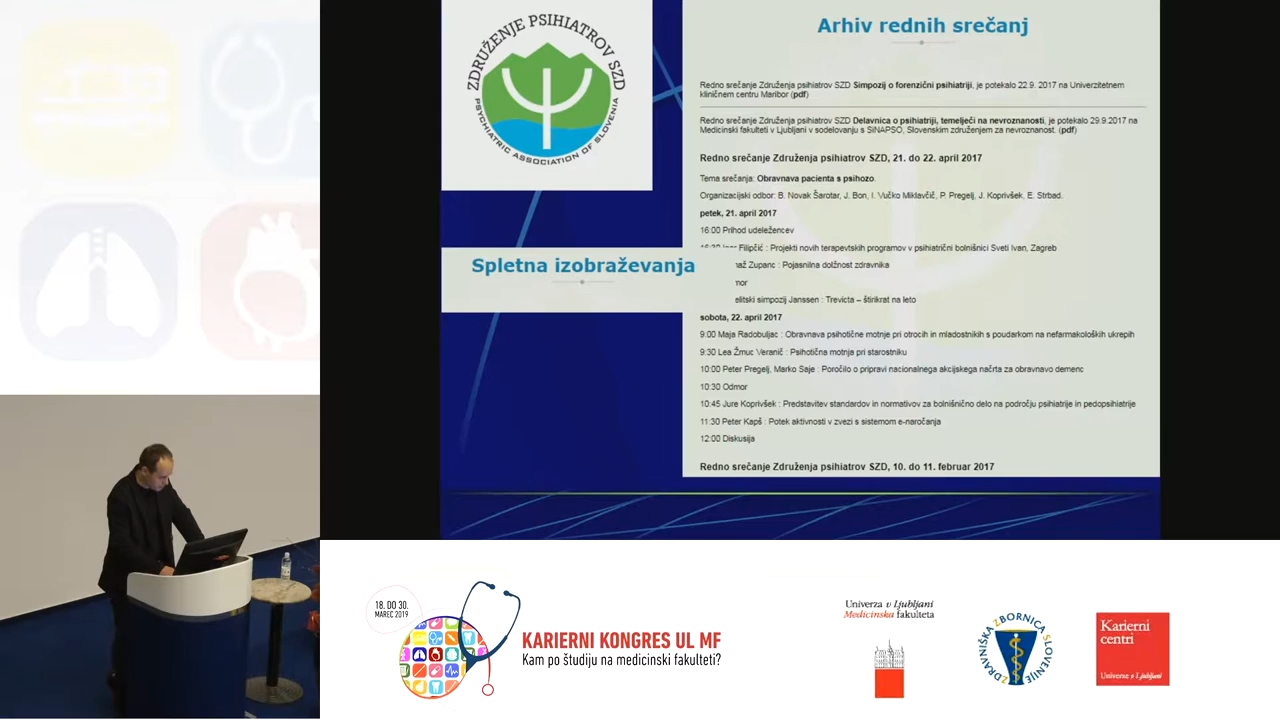 ZDRUŽENJE PSIHIATROV SZD
PSYCHIATRIC ASSOCIATION OF SLOVENIA
Spletna izobraževanja
Arhiv rednih srečanj
Redno srečanje Združenja psihiatrov SZD Simpozij o forenzični psihiatriji, je potekalo 22.9. 2017 na Univerzitetnem
kliničnem centru Maribor (pdf)
Redno srečanje Združenja psihiatrov SZD Delavnica o psihiatriji, temelječi na nevroznanosti, je potekalo 29.9.2017 na
Medicinski fakulteti v Ljubljani v sodelovanju s SiNAPSO, Slovenskim združenjem za nevroznanost. (pdf)
Redno srečanje Združenja psihiatrov SZD, 21. do 22. april 2017
Tema srečanja: Obravnava pacienta s psihozo.
Organizacijski odbor: B. Novak Šarotar, J. Bon, I. Vučko Miklavčič, P. Pregelj, J. Koprivšek, E. Strbad.
petek, 21. april 2017
16:00 Prihod udeležencev
Filipčić : Projekti novih terapevtskih programov v psihiatrični bolnišnici Sveti Ivan, Zagreb
Zupanc : Pojasnilna dolžnost zdravnika
simpozij Janssen : Trevicta – štirikrat na leto
sobota, 22. april 2017
9:00 Maja Radobuljac : Obravnava psihotične motnje pri otrocih in mladostnikih s poudarkom na nefarmakoloških ukrepih
9:30 Lea Žmuc Veranič : Psihotična motnja pri starostniku
10:00 Peter Pregelj, Marko Saje : Poročilo o pripravi nacionalnega akcijskega načrta za obravnavo demenc
10:30 Odmor
10:45 Jure Koprivšek : Predstavitev standardov in normativov za bolnišnično delo na področju psihiatrije in pedopsihiatrije
11:30 Peter Kapš : Potek aktivnosti v zvezi s sistemom e-naročanja
12:00 Diskusija
Redno srečanje Združenja psihiatrov SZD, 10. do 11. februar 2017
18. DO 30.
MAREC 2019
KARIERNI KONGRES UL MF
Kam po študiju na medicinski fakulteti?
Univerza v Ljubljani
Medicinska fakulteta
ZDRAVNIŠKA ZBORNICA SLOVENIJE
Karierni
centri
Univerze v Ljubljani